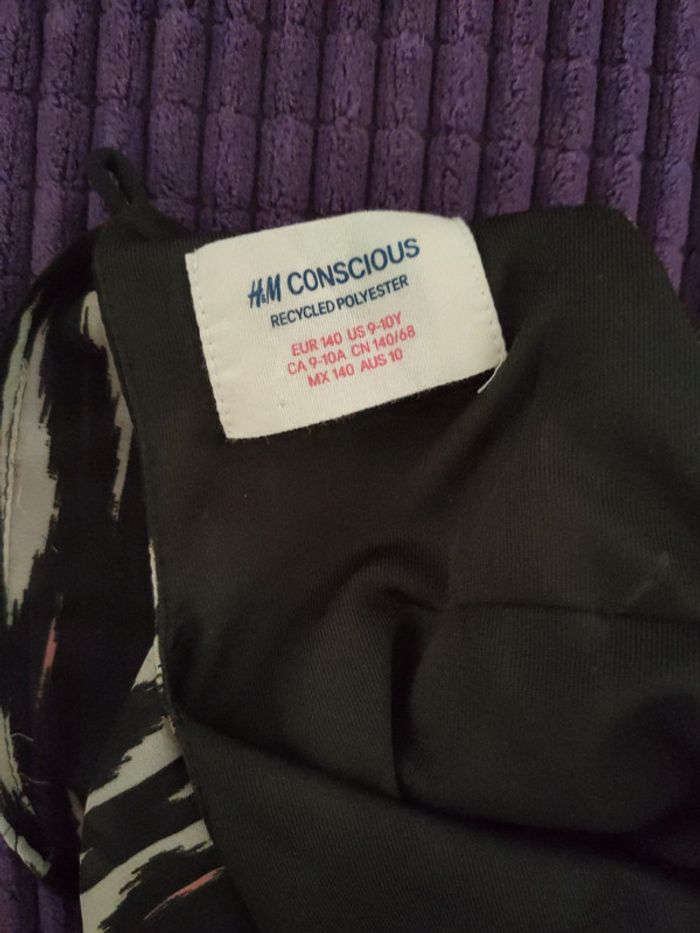 H&M CONSCIOUS
RECYCLED POLYESTER
EUR 140 US 9-10Y
CA 9-10A CN 140/68
MX 140 AUS 10